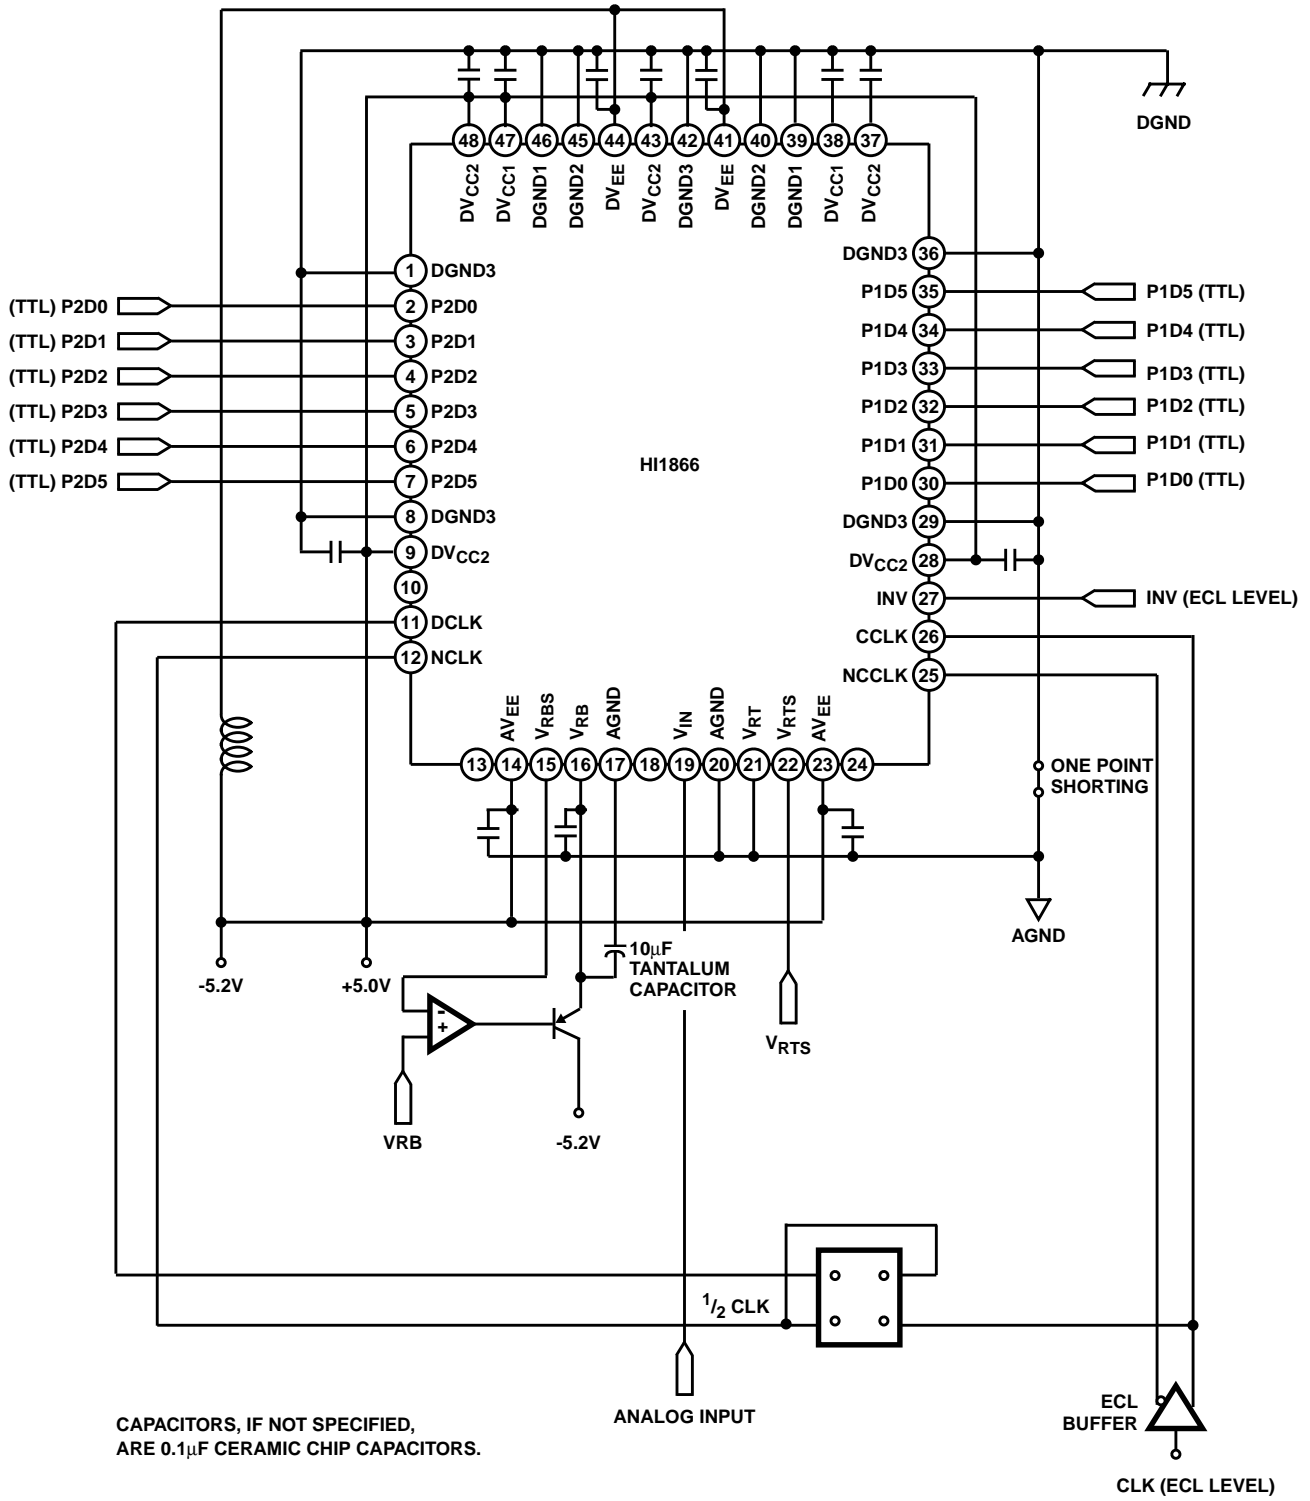 DGND
48 47 46 45 44 43 42 41 40 39 38 37
DVCC2 DVCC1 DGND1 DGND2 DVEE DVCC2 DGND3 DVEE DGND2 DGND1 DVCC1 DVCC2
DGND3 36
1 DGND3
P1D5 35 P1D5 (TTL)
(TTL) P2D0 2 P2D0
P1D4 34 P1D4 (TTL)
(TTL) P2D1 3 P2D1
P1D3 33 P1D3 (TTL)
(TTL) P2D2 4 P2D2
P1D2 32 P1D2 (TTL)
(TTL) P2D3 5 P2D3
P1D1 31 P1D1 (TTL)
(TTL) P2D4 6 P2D4
HI1866
(TTL) P2D5 7 P2D5
P1D0 30 P1D0 (TTL)
8 DGND3
DGND3 29
9 DVCC2
DVCC2 28
10
INV 27 INV (ECL LEVEL)
11 DCLK
CCLK 26
12 NCLK
NCCLK 25
AVEE VRBS VRB AGND VIN AGND VRT VRTS AVEE
13 14 15 16 17 18 19 20 21 22 23 24
ONE POINT
SHORTING
AGND
10μF
TANTALUM
CAPACITOR
-5.2V
+5.0V
-
+
VRTS
VRB
-5.2V
1/2 CLK
ANALOG INPUT
ECL
BUFFER
CAPACITORS, IF NOT SPECIFIED,
ARE 0.1μF CERAMIC CHIP CAPACITORS.
CLK (ECL LEVEL)